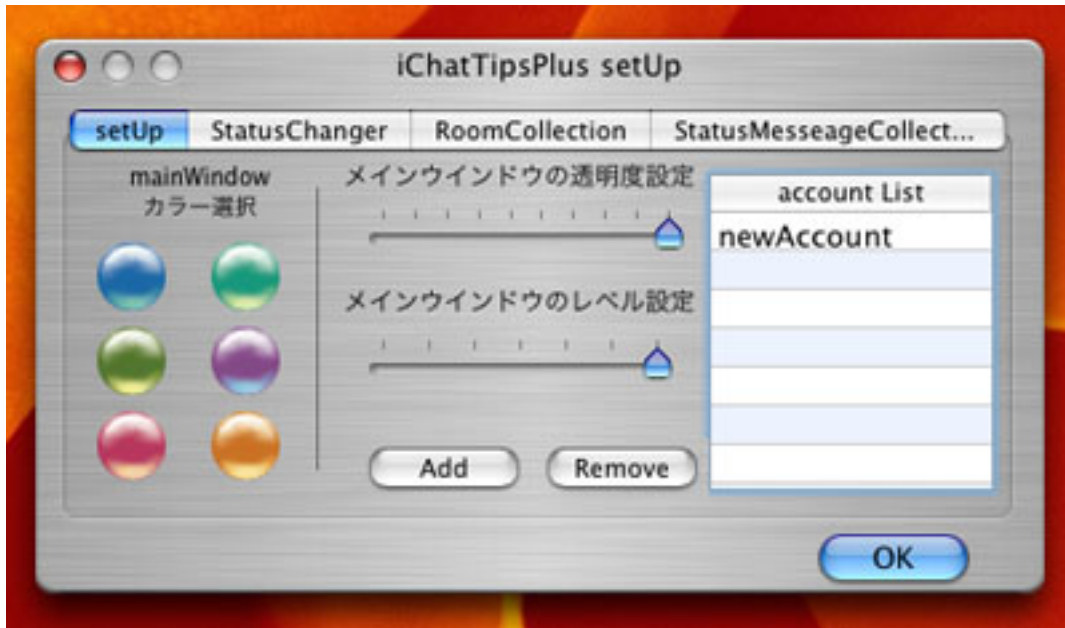 iChatTipsPlus setUp
setUp
StatusChanger
RoomCollection
StatusMesseageCollect...
mainWindow
カラー選択
メインウインドウの透明度設定
メインウインドウのレベル設定
Add
Remove
account List
newAccount
OK